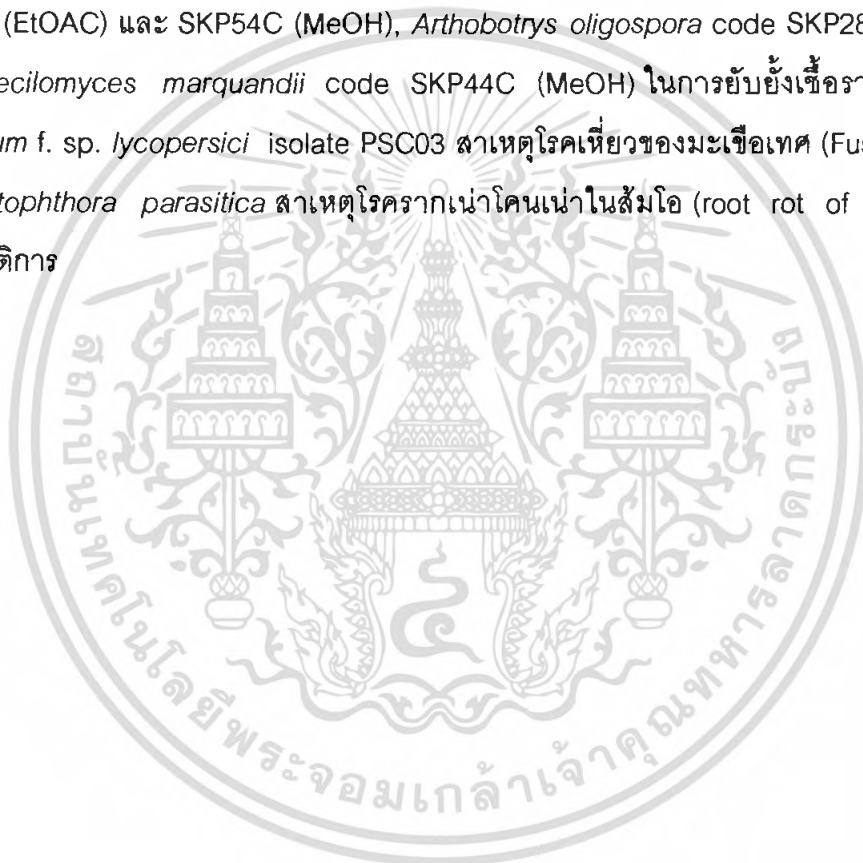 (EtOAC) และ SKP54C (MeOH), Arthobotrys oligospora code SKP28
ecilomyces marquandii code SKP44C (MeOH) ในการยับยั้งเชื้อรา
um f. sp. lycopersici isolate PSC03 สาเหตุโรคเหี่ยวของมะเขือเทศ (Fus
tophthora parasitica สาเหตุโรครากเน่าโคนเน่าในส้มโอ (root rot of
ติการ
สถาบันเทคโนโลยีพระจอมเกล้าเจ้าคุณทหารลาดกระบัง